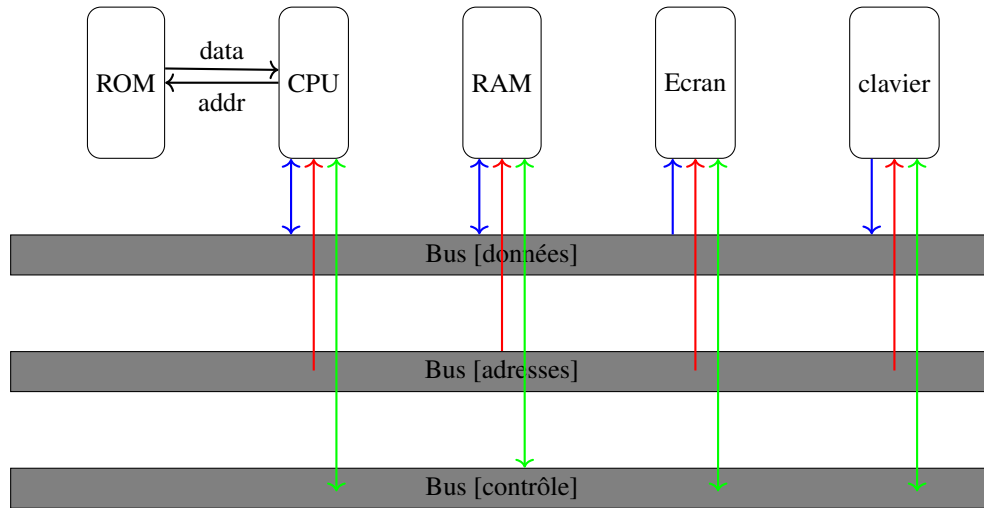 data
ROM
CPU
RAM
Ecran
clavier
addr
Bus [données]
Bus [adresses]
Bus [contrôle]